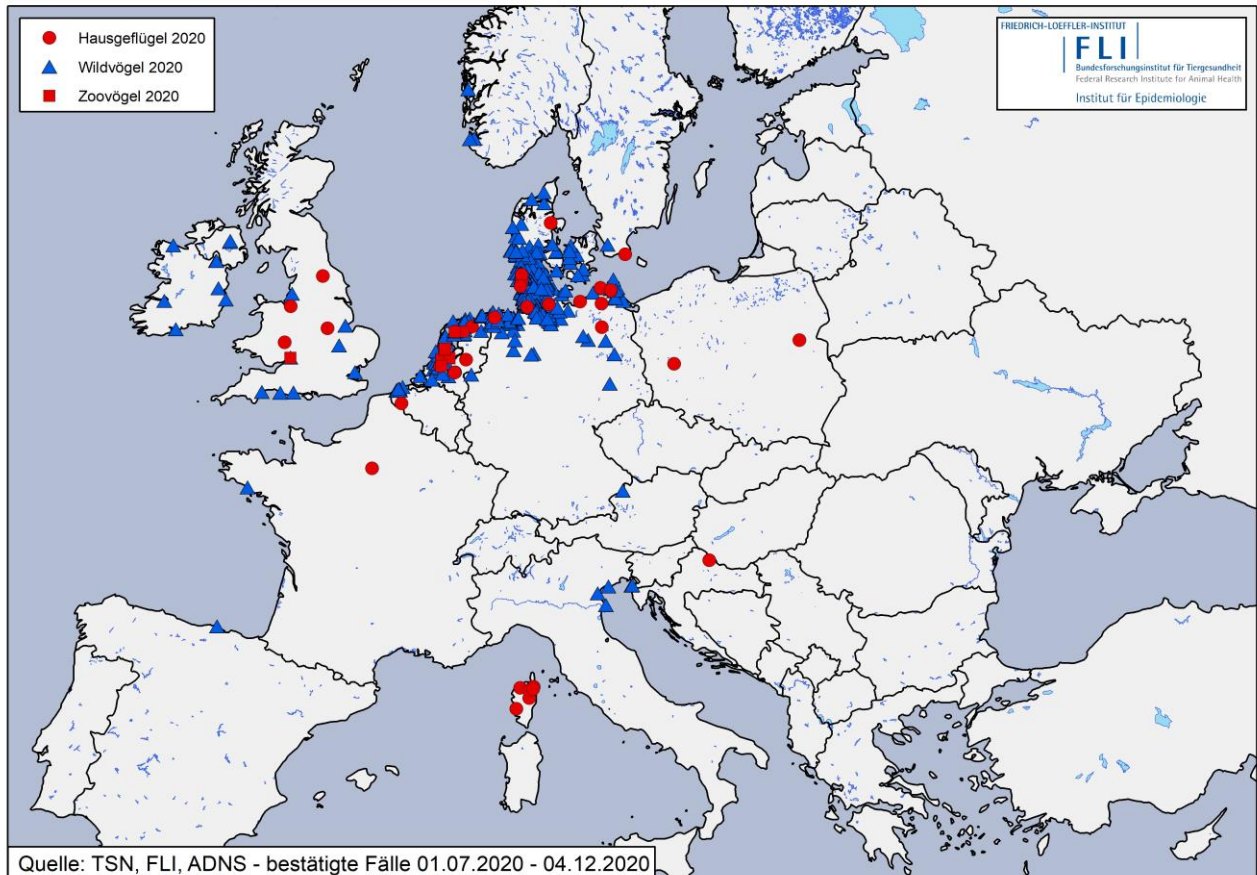 Hausgeflügel 2020
Wildvögel 2020
Zoovögel 2020
FRIEDRICH-LOEFFLER-INSTITUT
FLI
Bundesforschungsinstitut für Tiergesundheit
Federal Research Institute for Animal Health
Institut für Epidemiologie
Quelle: TSN, FLI, ADNS - bestätigte Fälle 01.07.2020 - 04.12.2020